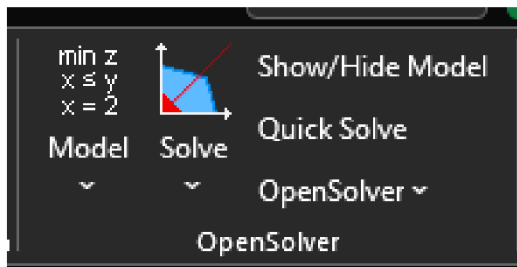 min z
x ≤ y
x = 2
Model
Solve
Show/Hide Model
Quick Solve
OpenSolver
OpenSolver